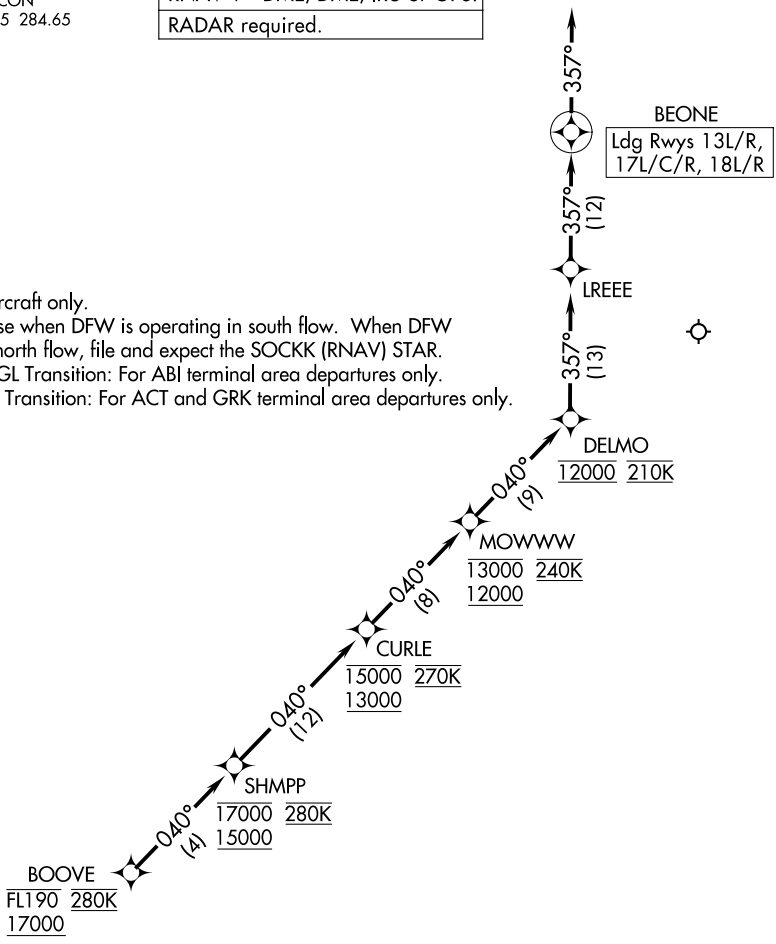 5 284.65
RADAR required.
357°
BEONE
Ldg Rwys 13L/R,
17L/C/R, 18L/R
357°
(12)
LREEE
only.
when DFW is operating in south flow. When DFW
north flow, file and expect the SOCKK (RNAV) STAR.
Transition: For ABI terminal area departures only.
Transition: For ACT and GRK terminal area departures only.
357°
(13)
DELMO
12000 210K
040°
(9)
MOWWW
13000 240K
12000
040°
(8)
CURLE
15000 270K
13000
040°
(12)
SHMPP
17000 280K
15000
040°
(4)
BOOVE
FL190 280K
17000